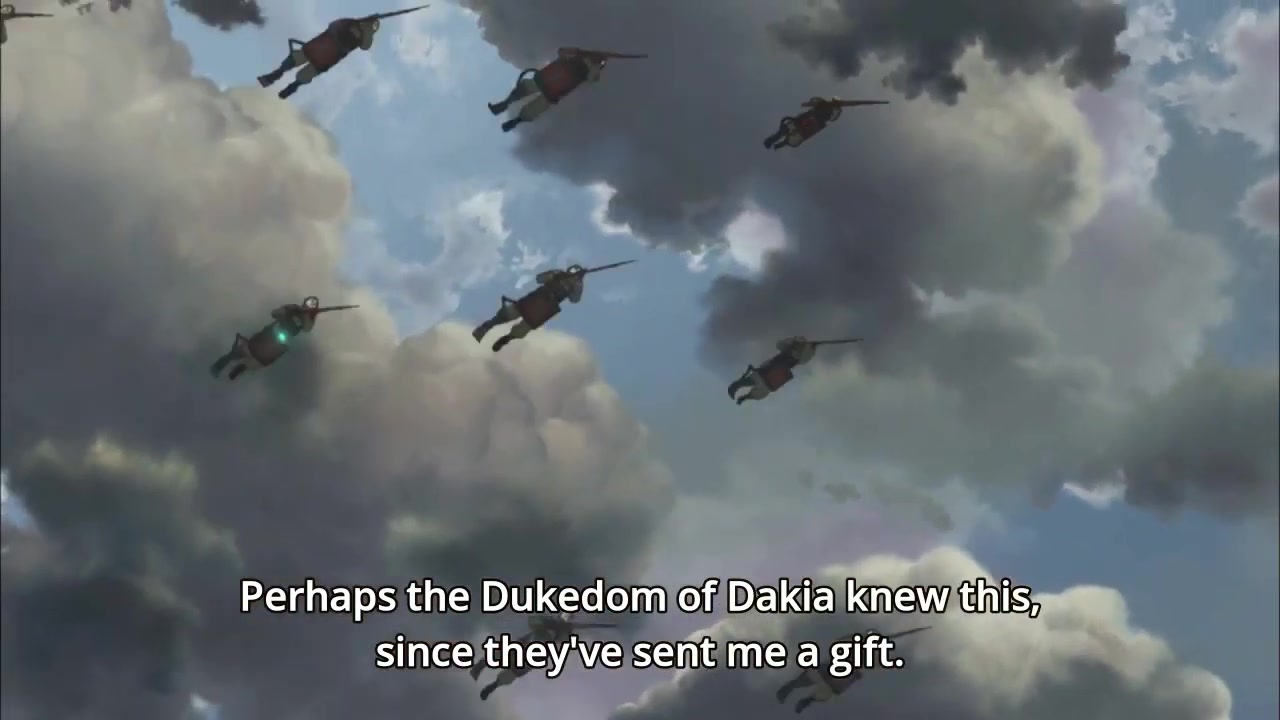 Perhaps the Dukedom of Dakia knew this,
since they've sent me a gift.